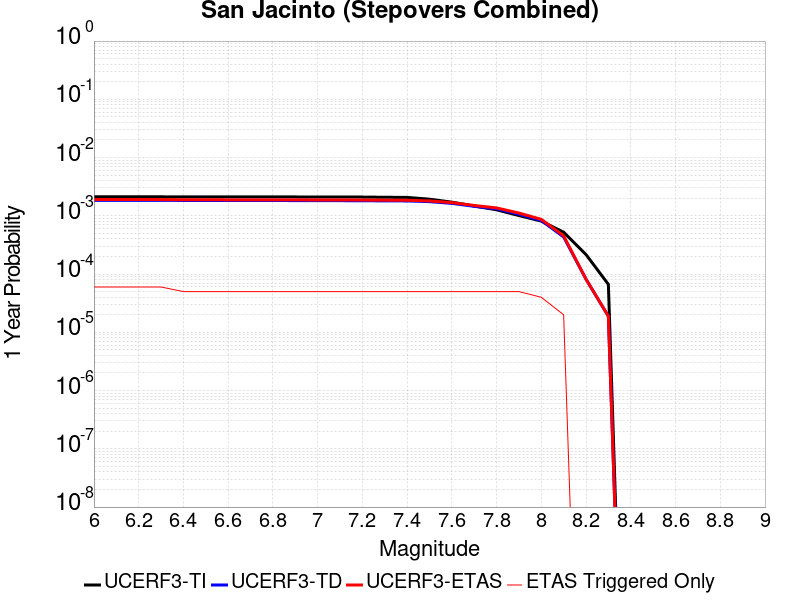 San Jacinto (Stepovers Combined)
10^0
10^-1
10^-2
10^-3
10^-4
10^-5
10^-6
10^-7
10^-8
1 Year Probability
6 6.2 6.4 6.6 6.8 7 7.2 7.4 7.6 7.8 8 8.2 8.4 8.6 8.8 9
Magnitude
UCERF3-TI UCERF3-TD UCERF3-ETAS ETAS Triggered Only